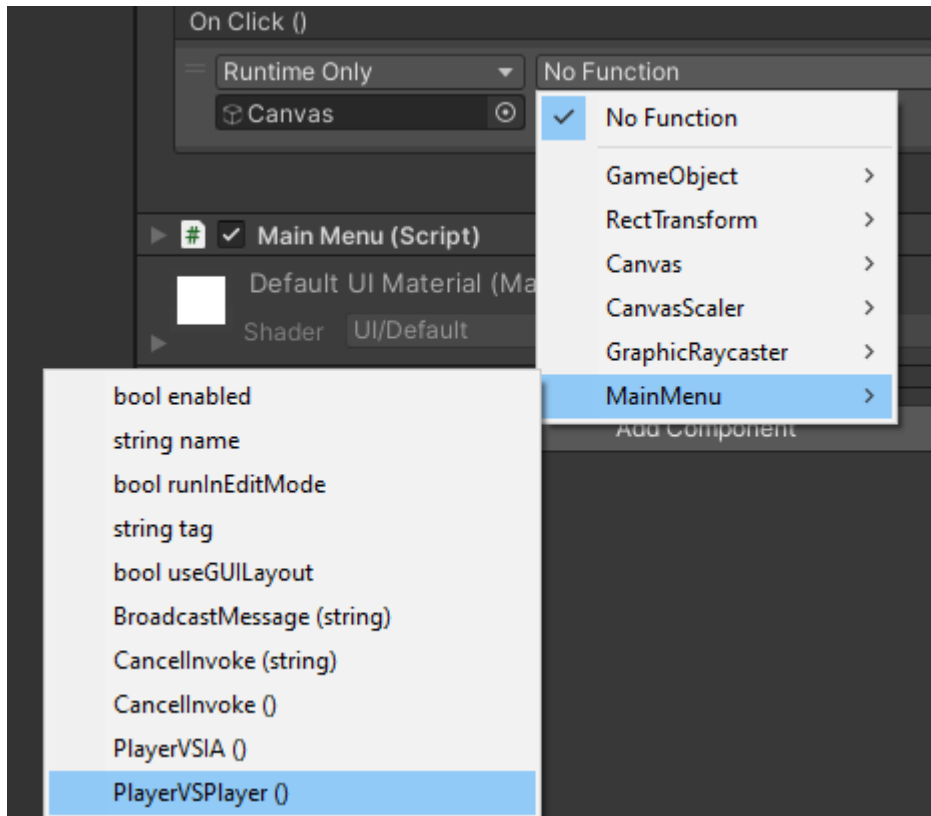 On Click ()
Runtime Only
No Function
Canvas
No Function
GameObject
RectTransform
Canvas
CanvasScaler
GraphicRaycaster
MainMenu
# Main Menu (Script)
Default UI Material (Ma
Shader UI/Default
Add Component
bool enabled
string name
bool runInEditMode
string tag
bool useGUILayout
BroadcastMessage (string)
CancelInvoke (string)
CancelInvoke ()
PlayerVSIA ()
PlayerVSPlayer ()